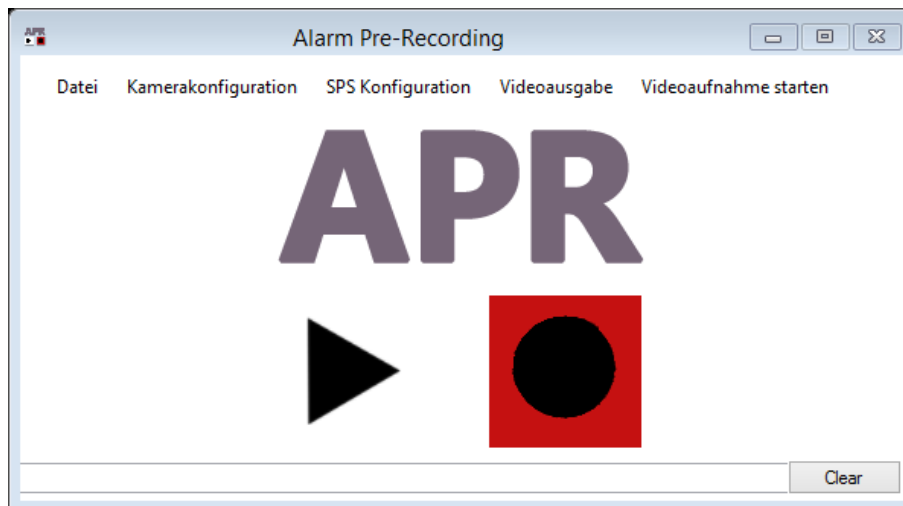 APR Alarm Pre-Recording
Datei Kamerakonfiguration SPS Konfiguration Videoausgabe Videoaufnahme starten
APR
Clear